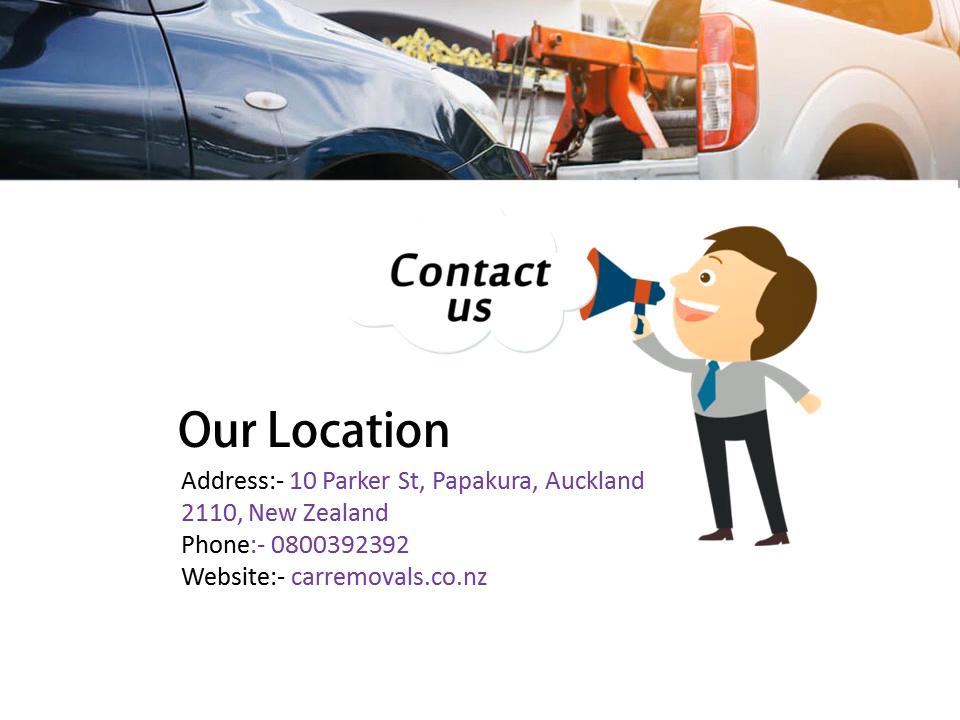 Contact
us
Our Location
Address:- 10 Parker St, Papakura, Auckland
2110, New Zealand
Phone:- 0800392392
Website:- carremovals.co.nz